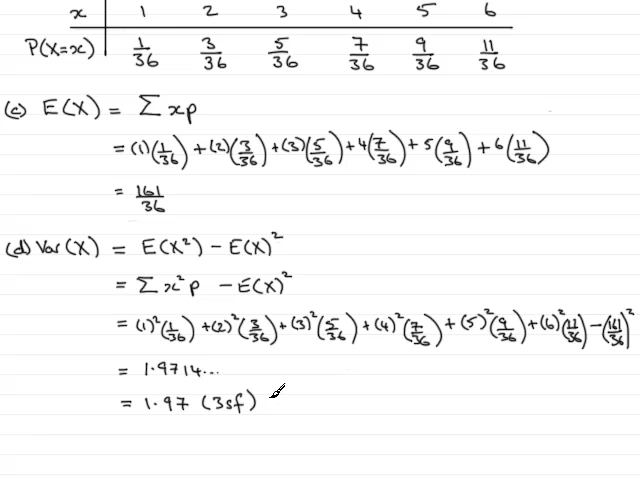 x 1 2 3 4 5 6
P(X=x) 1/36 3/36 5/36 7/36 9/36 11/36
(c) E(X) = ∑ xp
= (1)(1/36) + (2)(3/36) + (3)(5/36) + 4(7/36) + 5(9/36) + 6(11/36)
= 161/36
(d) Var(X) = E(X²) − E(X)²
= ∑ x²p − E(X)²
= (1)²(1/36) + (2)²(3/36) + (3)²(5/36) + (4)²(7/36) + (5)²(9/36) + (6)²(11/36) − (161/36)²
= 1.9714...
= 1.97 (3sf)